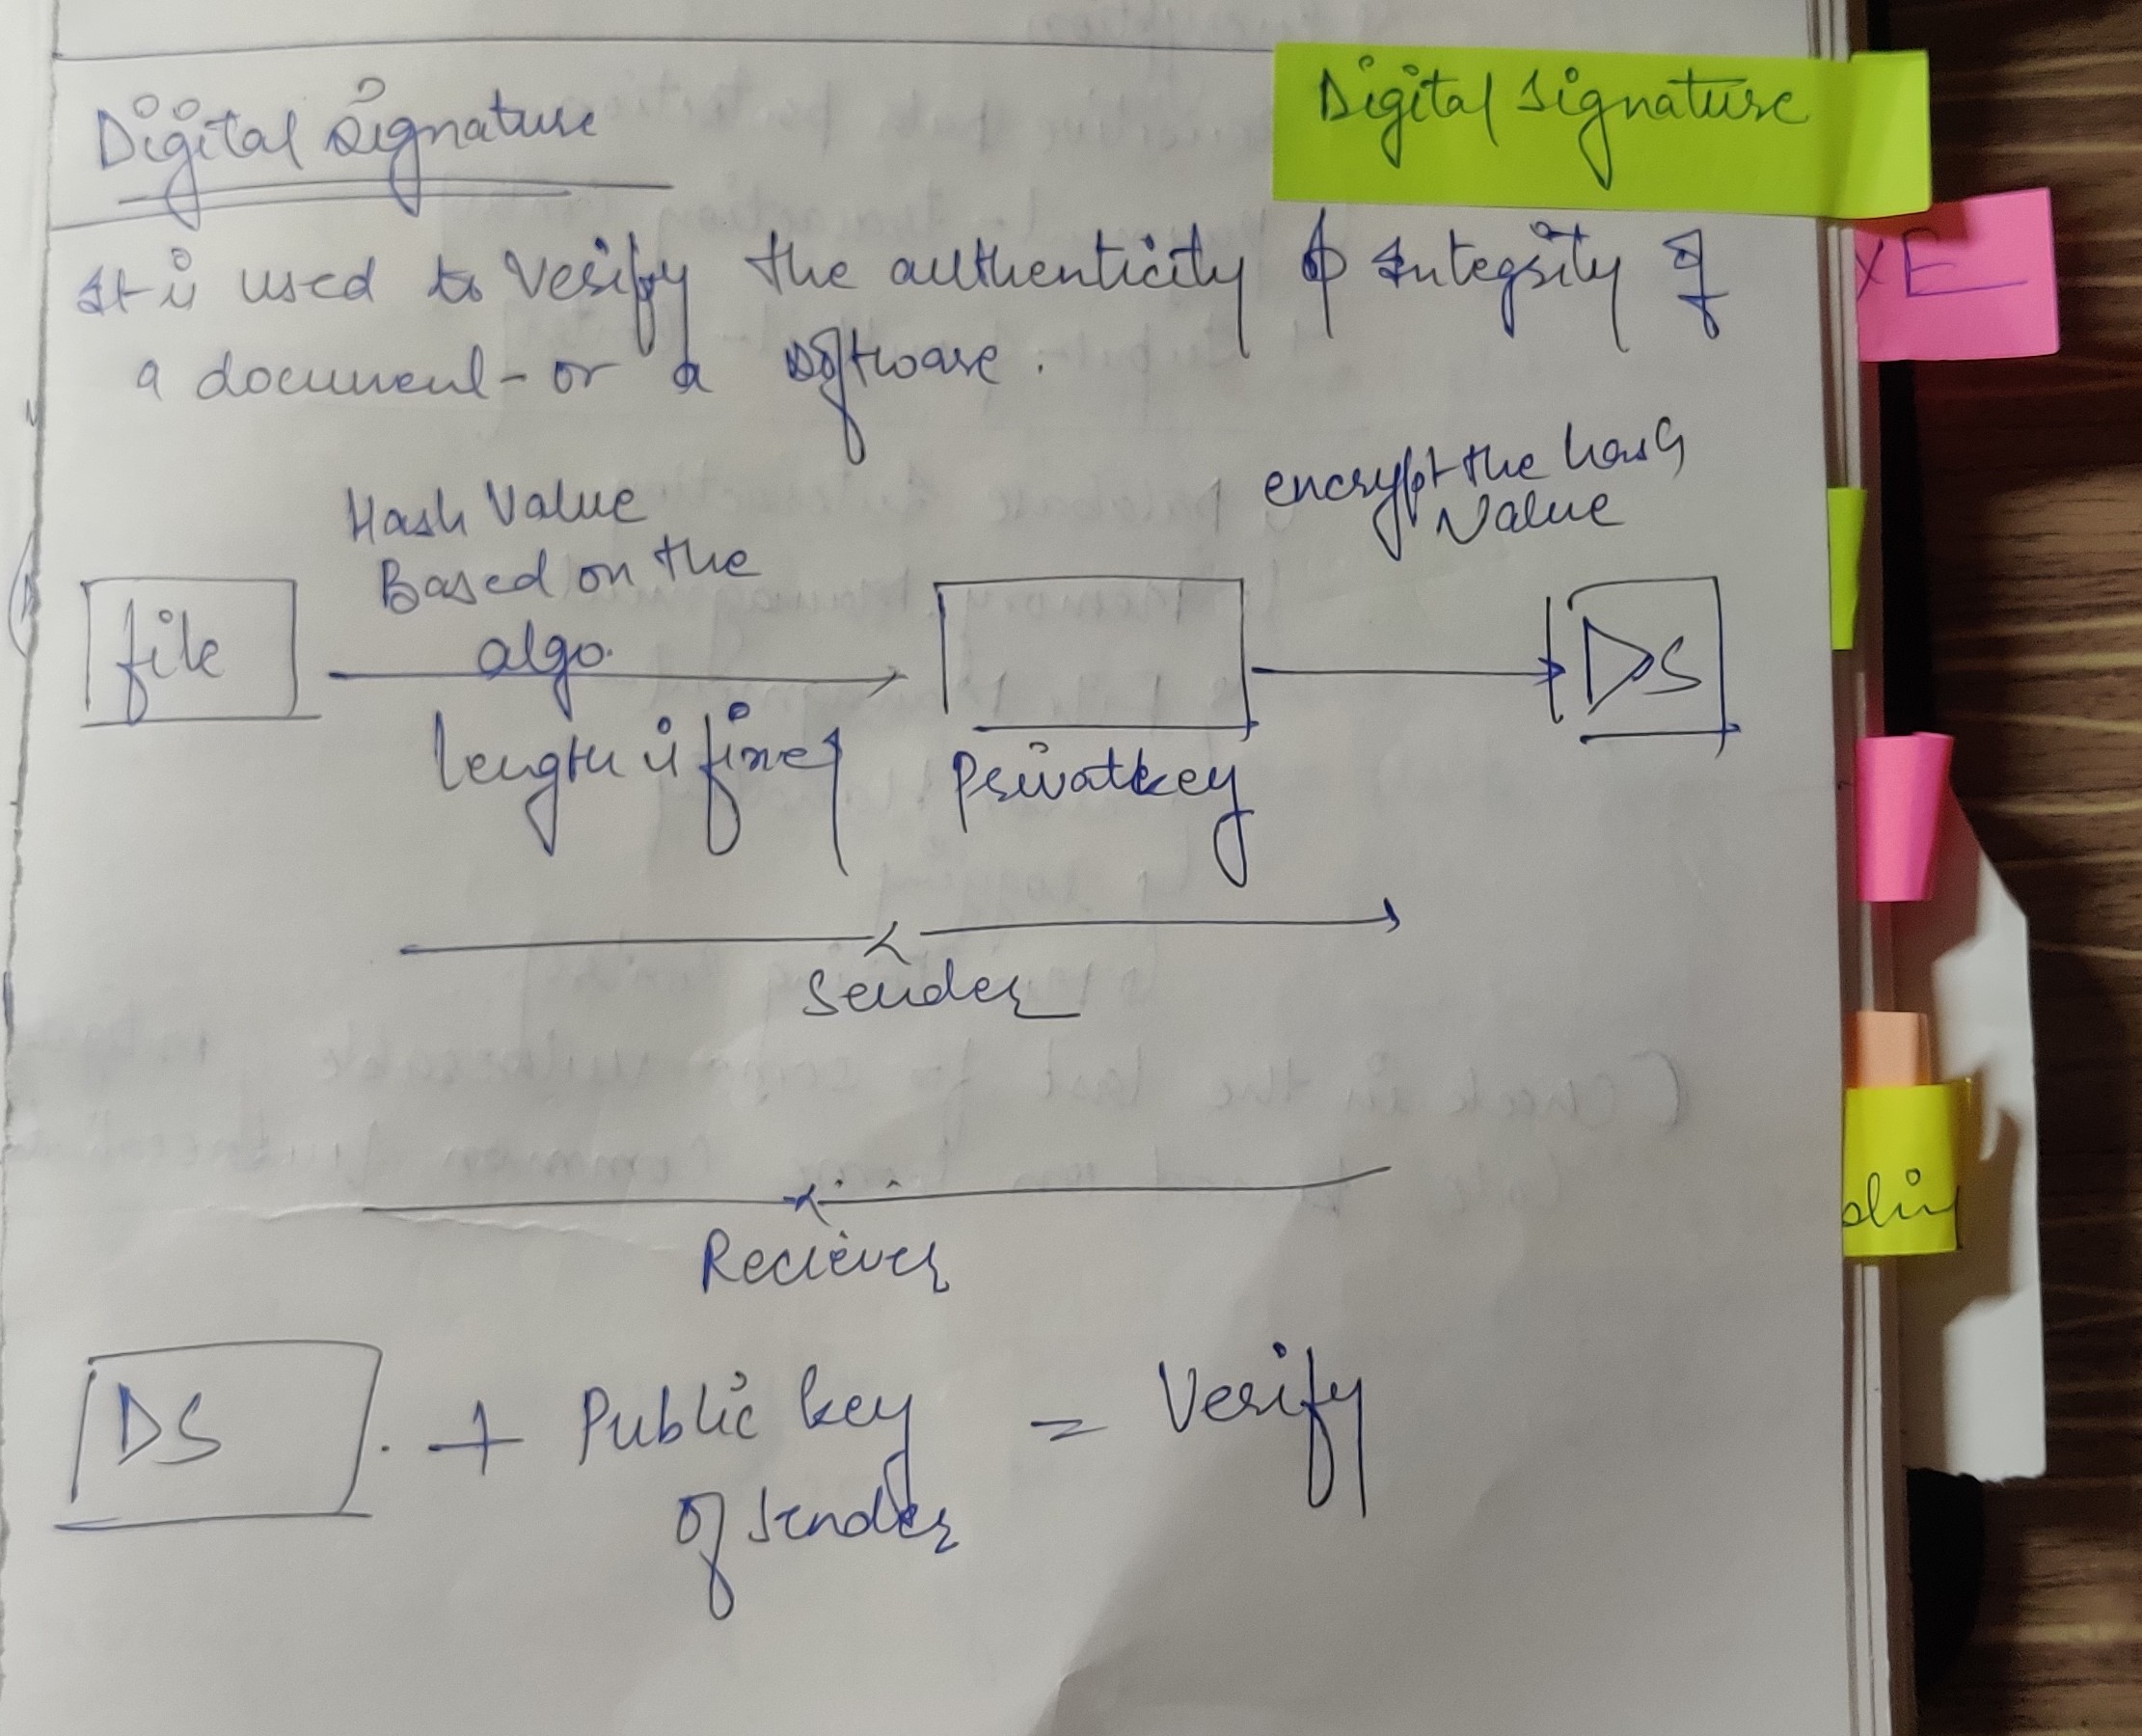 Digital Signature
Digital Signature
XE
It is used to verify the authenticity & Integrity of
a document or a software.
Hash Value
Based on the
algo.
length is fixed
encrypt the hash
Value
file
DS
Privatkey
Sender
Reciever
DS + Public key = Verify
of sender